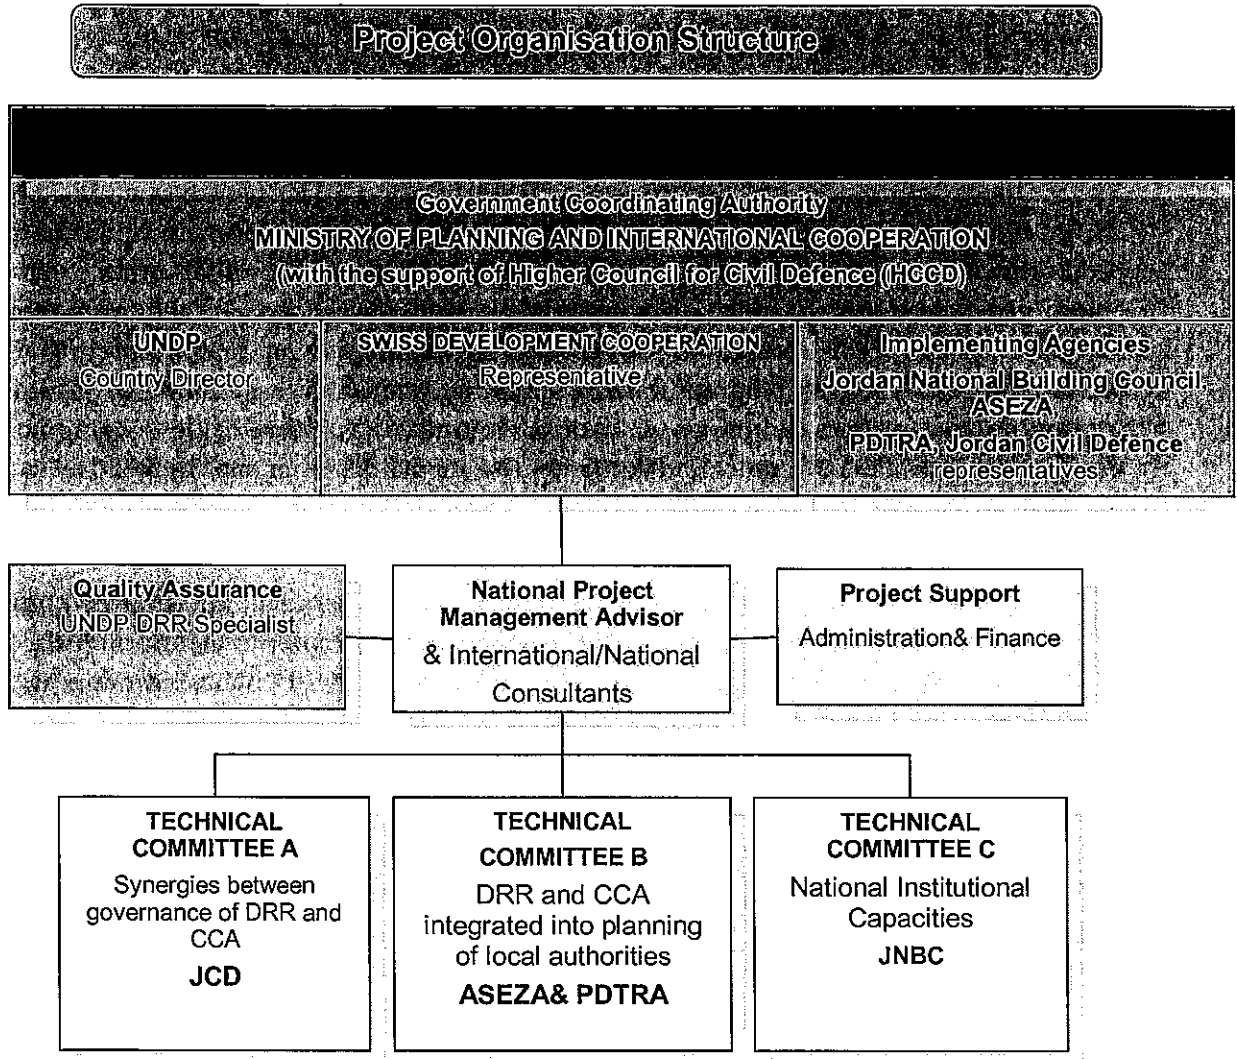 Project Organisation Structure
Government Coordinating Authority
MINISTRY OF PLANNING AND INTERNATIONAL COOPERATION
(with the support of Higher Council for Civil Defence (HCCD)
UNDP
Country Director
SWISS DEVELOPMENT COOPERATION
Representative
Implementing Agencies
Jordan National Building Council
ASEZA
PDTRA, Jordan Civil Defence
representatives
Quality Assurance
UNDP DRR Specialist
National Project
Management Advisor
& International/National
Consultants
Project Support
Administration& Finance
TECHNICAL
COMMITTEE A
Synergies between
governance of DRR and
CCA
JCD
TECHNICAL
COMMITTEE B
DRR and CCA
integrated into planning
of local authorities
ASEZA& PDTRA
TECHNICAL
COMMITTEE C
National Institutional
Capacities
JNBC